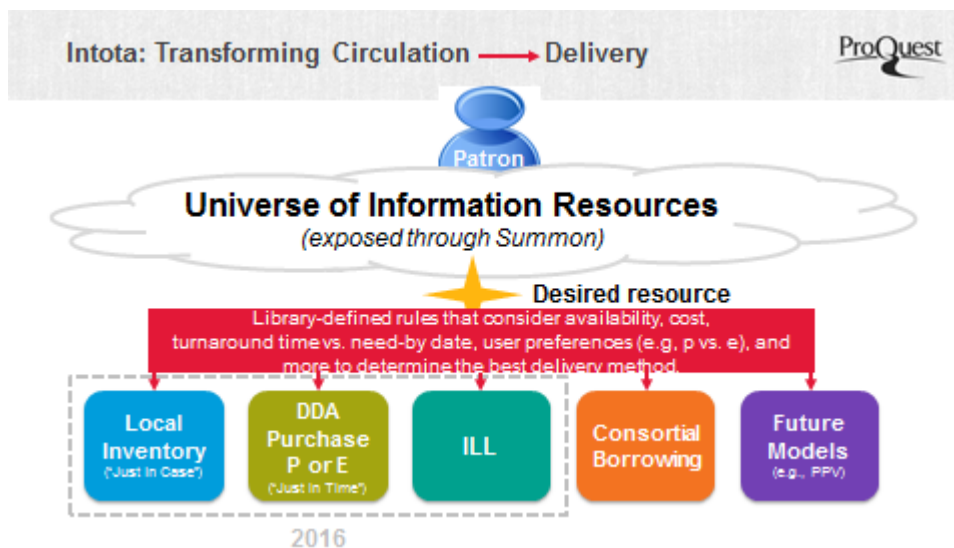 Intota: Transforming Circulation → Delivery
ProQuest
Patron
Universe of Information Resources
(exposed through Summon)
Desired resource
Library-defined rules that consider availability, cost,
turnaround time vs. need-by date, user preferences (e.g, p vs. e), and
more to determine the best delivery method.
Local
Inventory
("Just In Case")
DDA
Purchase
P or E
("Just In Time")
ILL
Consortial
Borrowing
Future
Models
(e.g., PPV)
2016